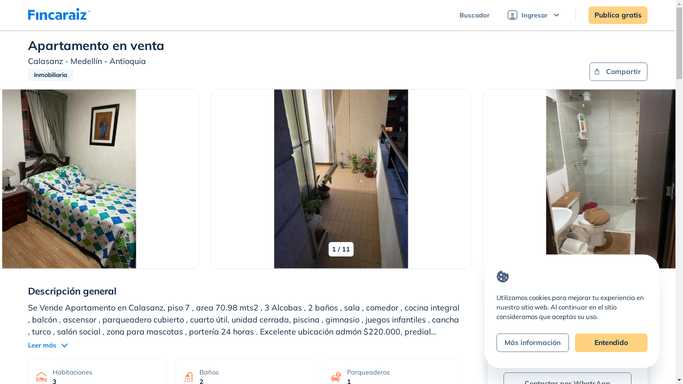 Fincaraiz
Buscador
Ingresar
Publica gratis
Apartamento en venta
Calasanz - Medellín - Antioquia
Inmobiliaria
Compartir
1 / 11
Descripción general
Se Vende Apartamento en Calasanz, piso 7 , area 70.98 mts2 , 3 Alcobas , 2 baños , sala , comedor , cocina integral
, balcón , ascensor , parqueadero cubierto , cuarto útil, unidad cerrada, piscina , gimnasio , juegos infantiles , cancha
, turco , salón social , zona para mascotas , portería 24 horas . Excelente ubicación admón $220.000, predial...
Leer más
Habitaciones
3
Baños
2
Parqueaderos
1
Utilizamos cookies para mejorar tu experiencia en
nuestro sitio web. Al continuar en el sitio
consideramos que aceptas su uso.
Más información
Entendido
Contactar por WhatsApp